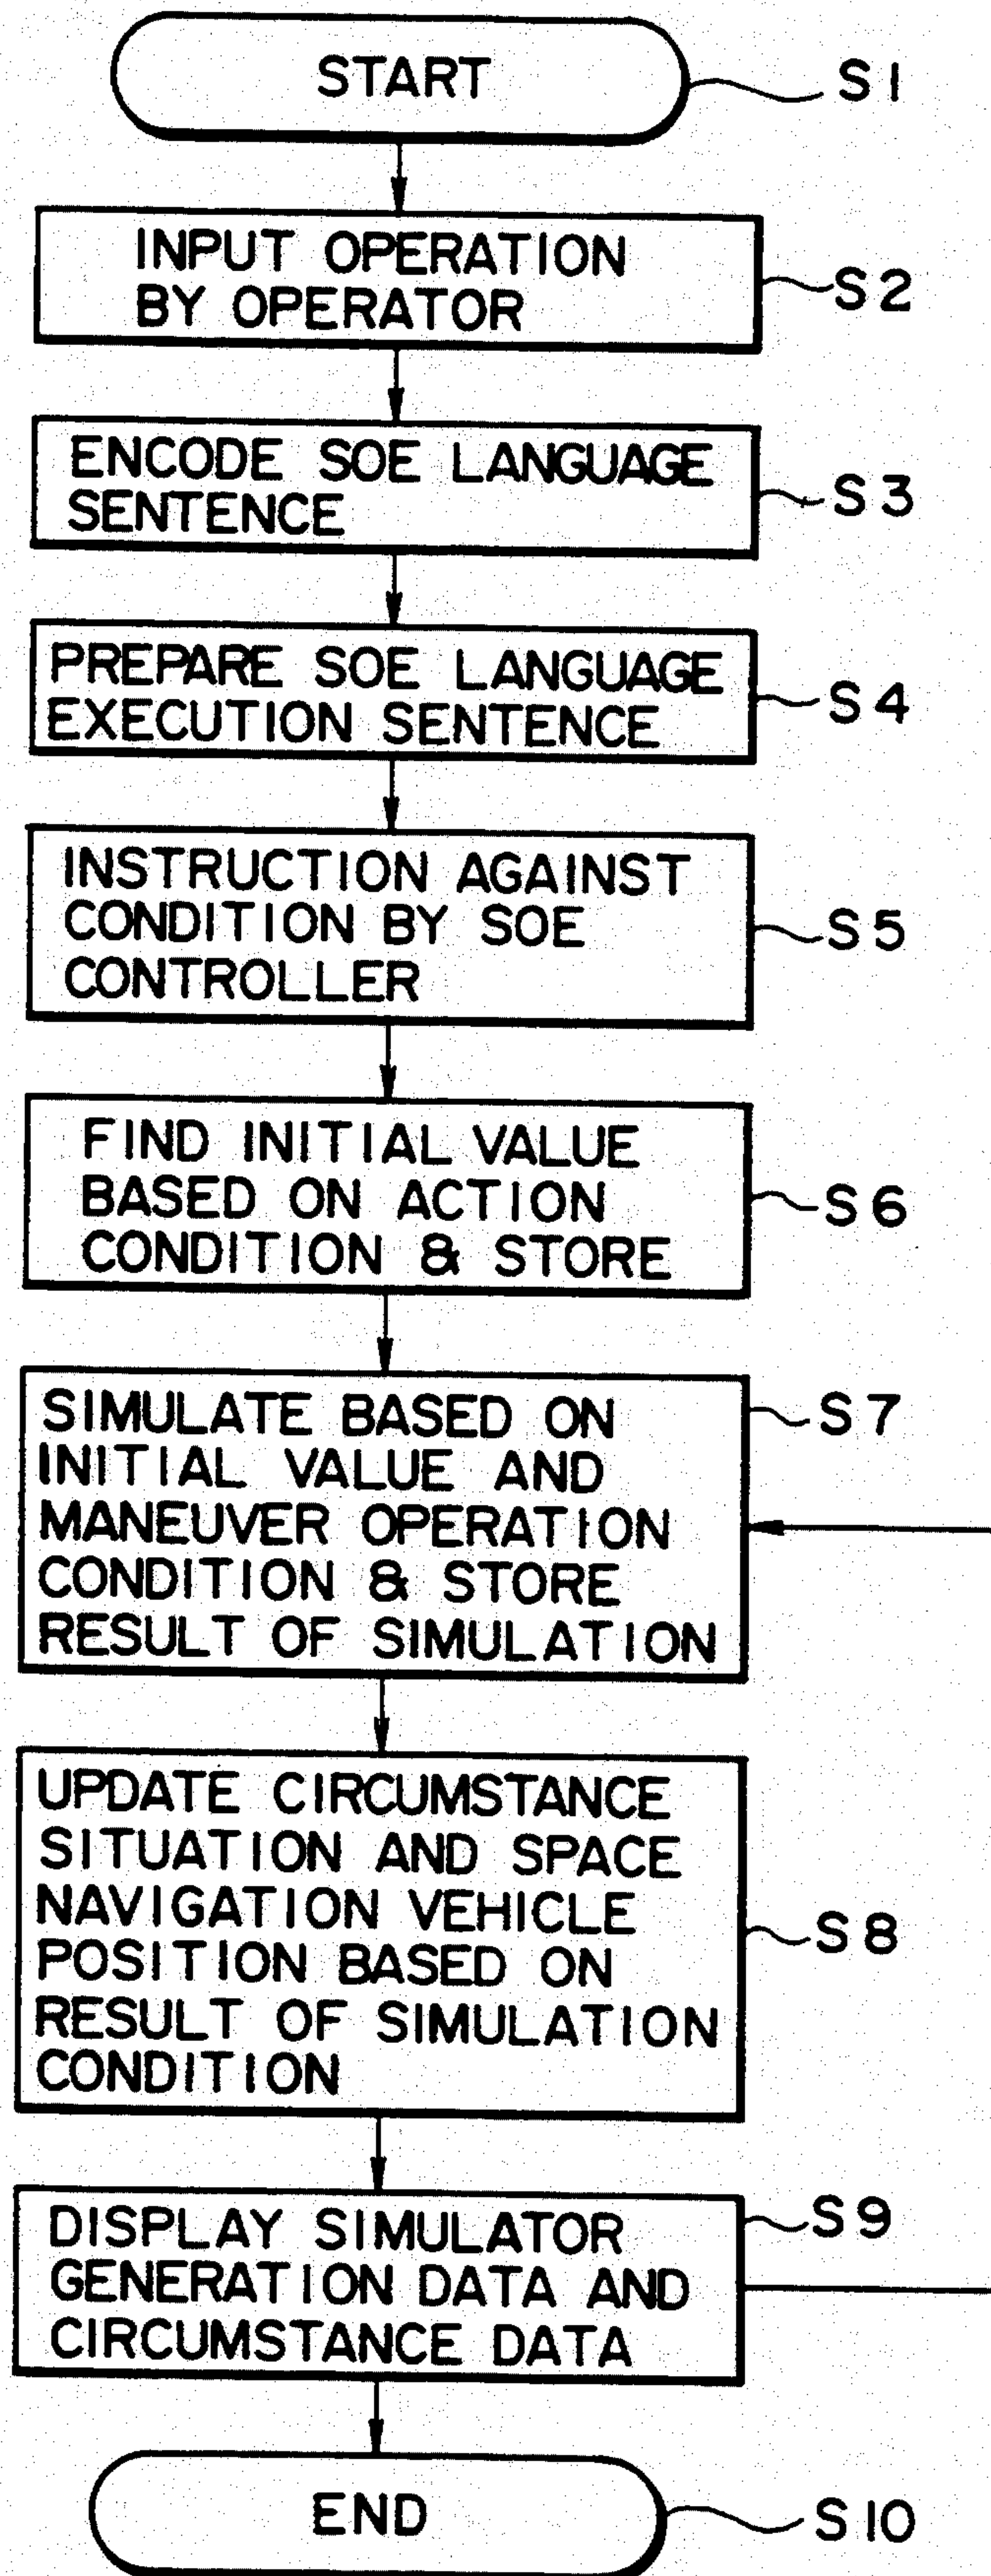 START
S1
INPUT OPERATION
BY OPERATOR
S2
ENCODE SOE LANGUAGE
SENTENCE
S3
PREPARE SOE LANGUAGE
EXECUTION SENTENCE
S4
INSTRUCTION AGAINST
CONDITION BY SOE
CONTROLLER
S5
FIND INITIAL VALUE
BASED ON ACTION
CONDITION & STORE
S6
SIMULATE BASED ON
INITIAL VALUE AND
MANEUVER OPERATION
CONDITION & STORE
RESULT OF SIMULATION
S7
UPDATE CIRCUMSTANCE
SITUATION AND SPACE
NAVIGATION VEHICLE
POSITION BASED ON
RESULT OF SIMULATION
CONDITION
S8
DISPLAY SIMULATOR
GENERATION DATA AND
CIRCUMSTANCE DATA
S9
END
S10